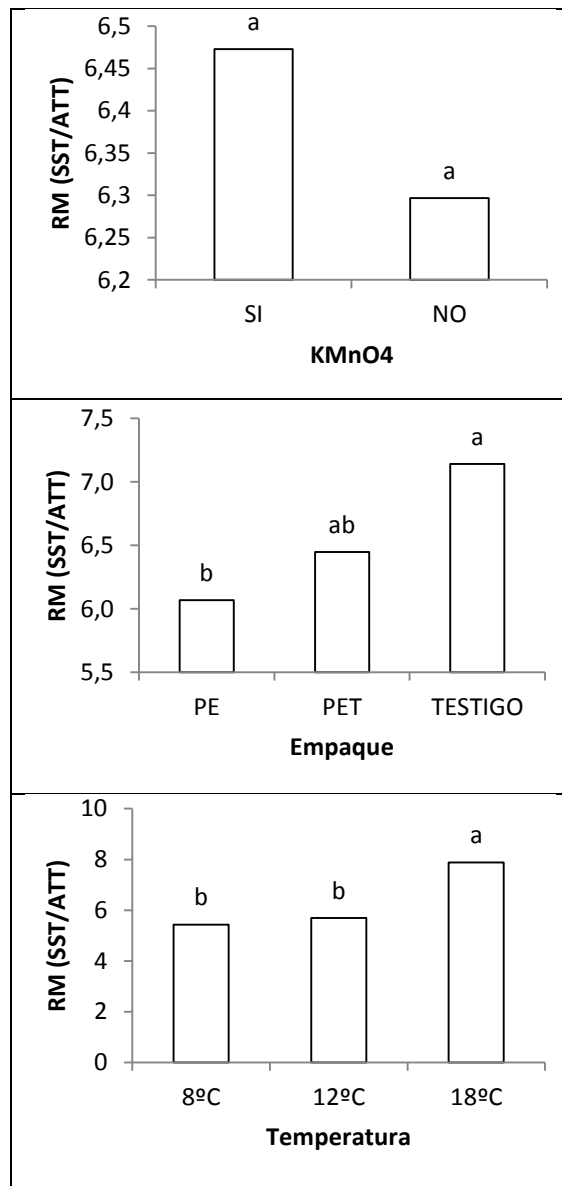 6,5
6,45
6,4
6,35
6,3
6,25
6,2
RM (SST/ATT)
a
a
SI NO
KMnO4
7,5
7,0
6,5
6,0
5,5
RM (SST/ATT)
b
ab
a
PE PET TESTIGO
Empaque
10
8
6
4
2
0
RM (SST/ATT)
b
b
a
8ºC 12ºC 18ºC
Temperatura